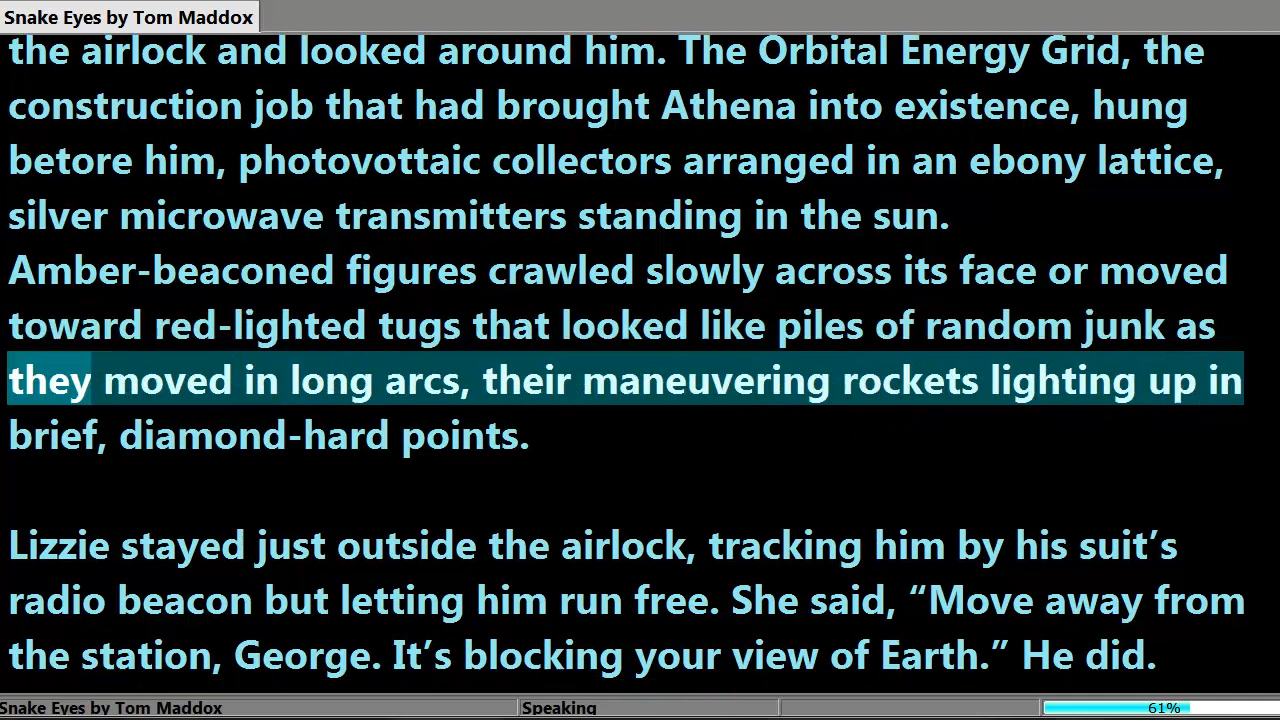 Snake Eyes by Tom Maddox
the airlock and looked around him. The Orbital Energy Grid, the
construction job that had brought Athena into existence, hung
betore him, photovottaic collectors arranged in an ebony lattice,
silver microwave transmitters standing in the sun.
Amber-beaconed figures crawled slowly across its face or moved
toward red-lighted tugs that looked like piles of random junk as
they moved in long arcs, their maneuvering rockets lighting up in
brief, diamond-hard points.
Lizzie stayed just outside the airlock, tracking him by his suit’s
radio beacon but letting him run free. She said, “Move away from
the station, George. It’s blocking your view of Earth.” He did.
Snake Eyes by Tom Maddox Speaking 61%